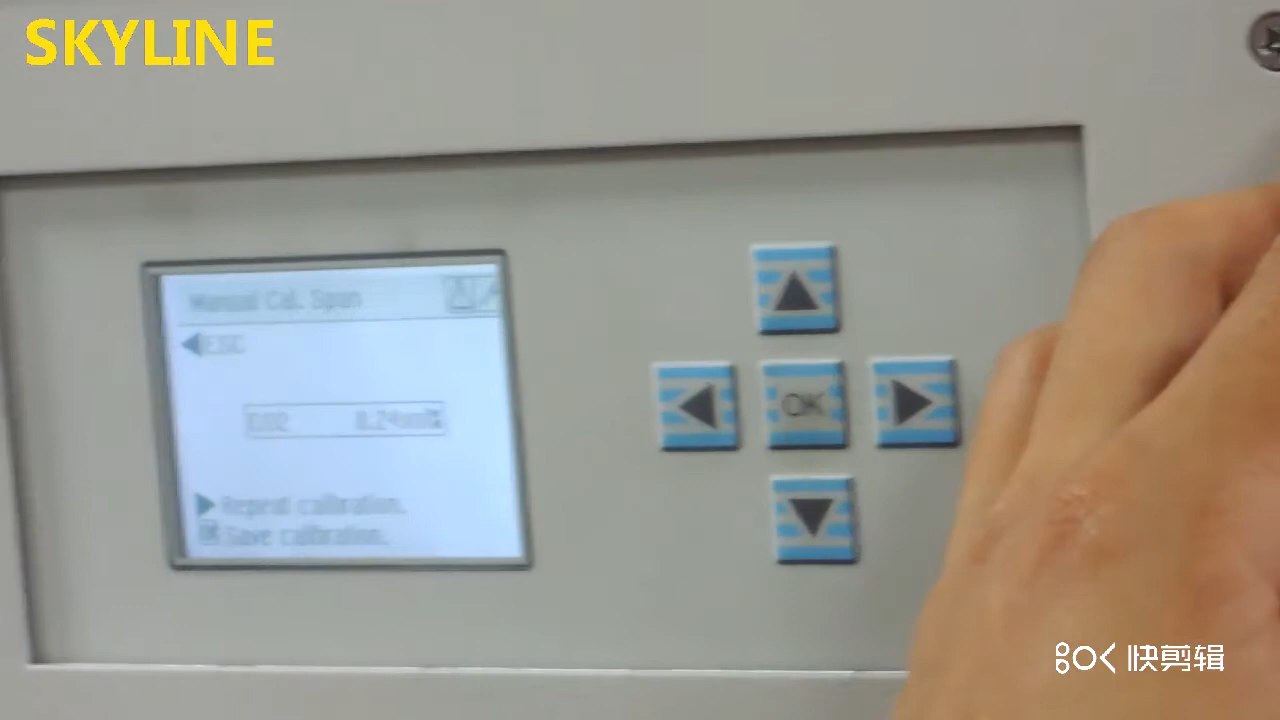 SKYLINE
Manual Cal. Span
ESC
OK
Repeat calibration.
Save calibration.
快剪辑